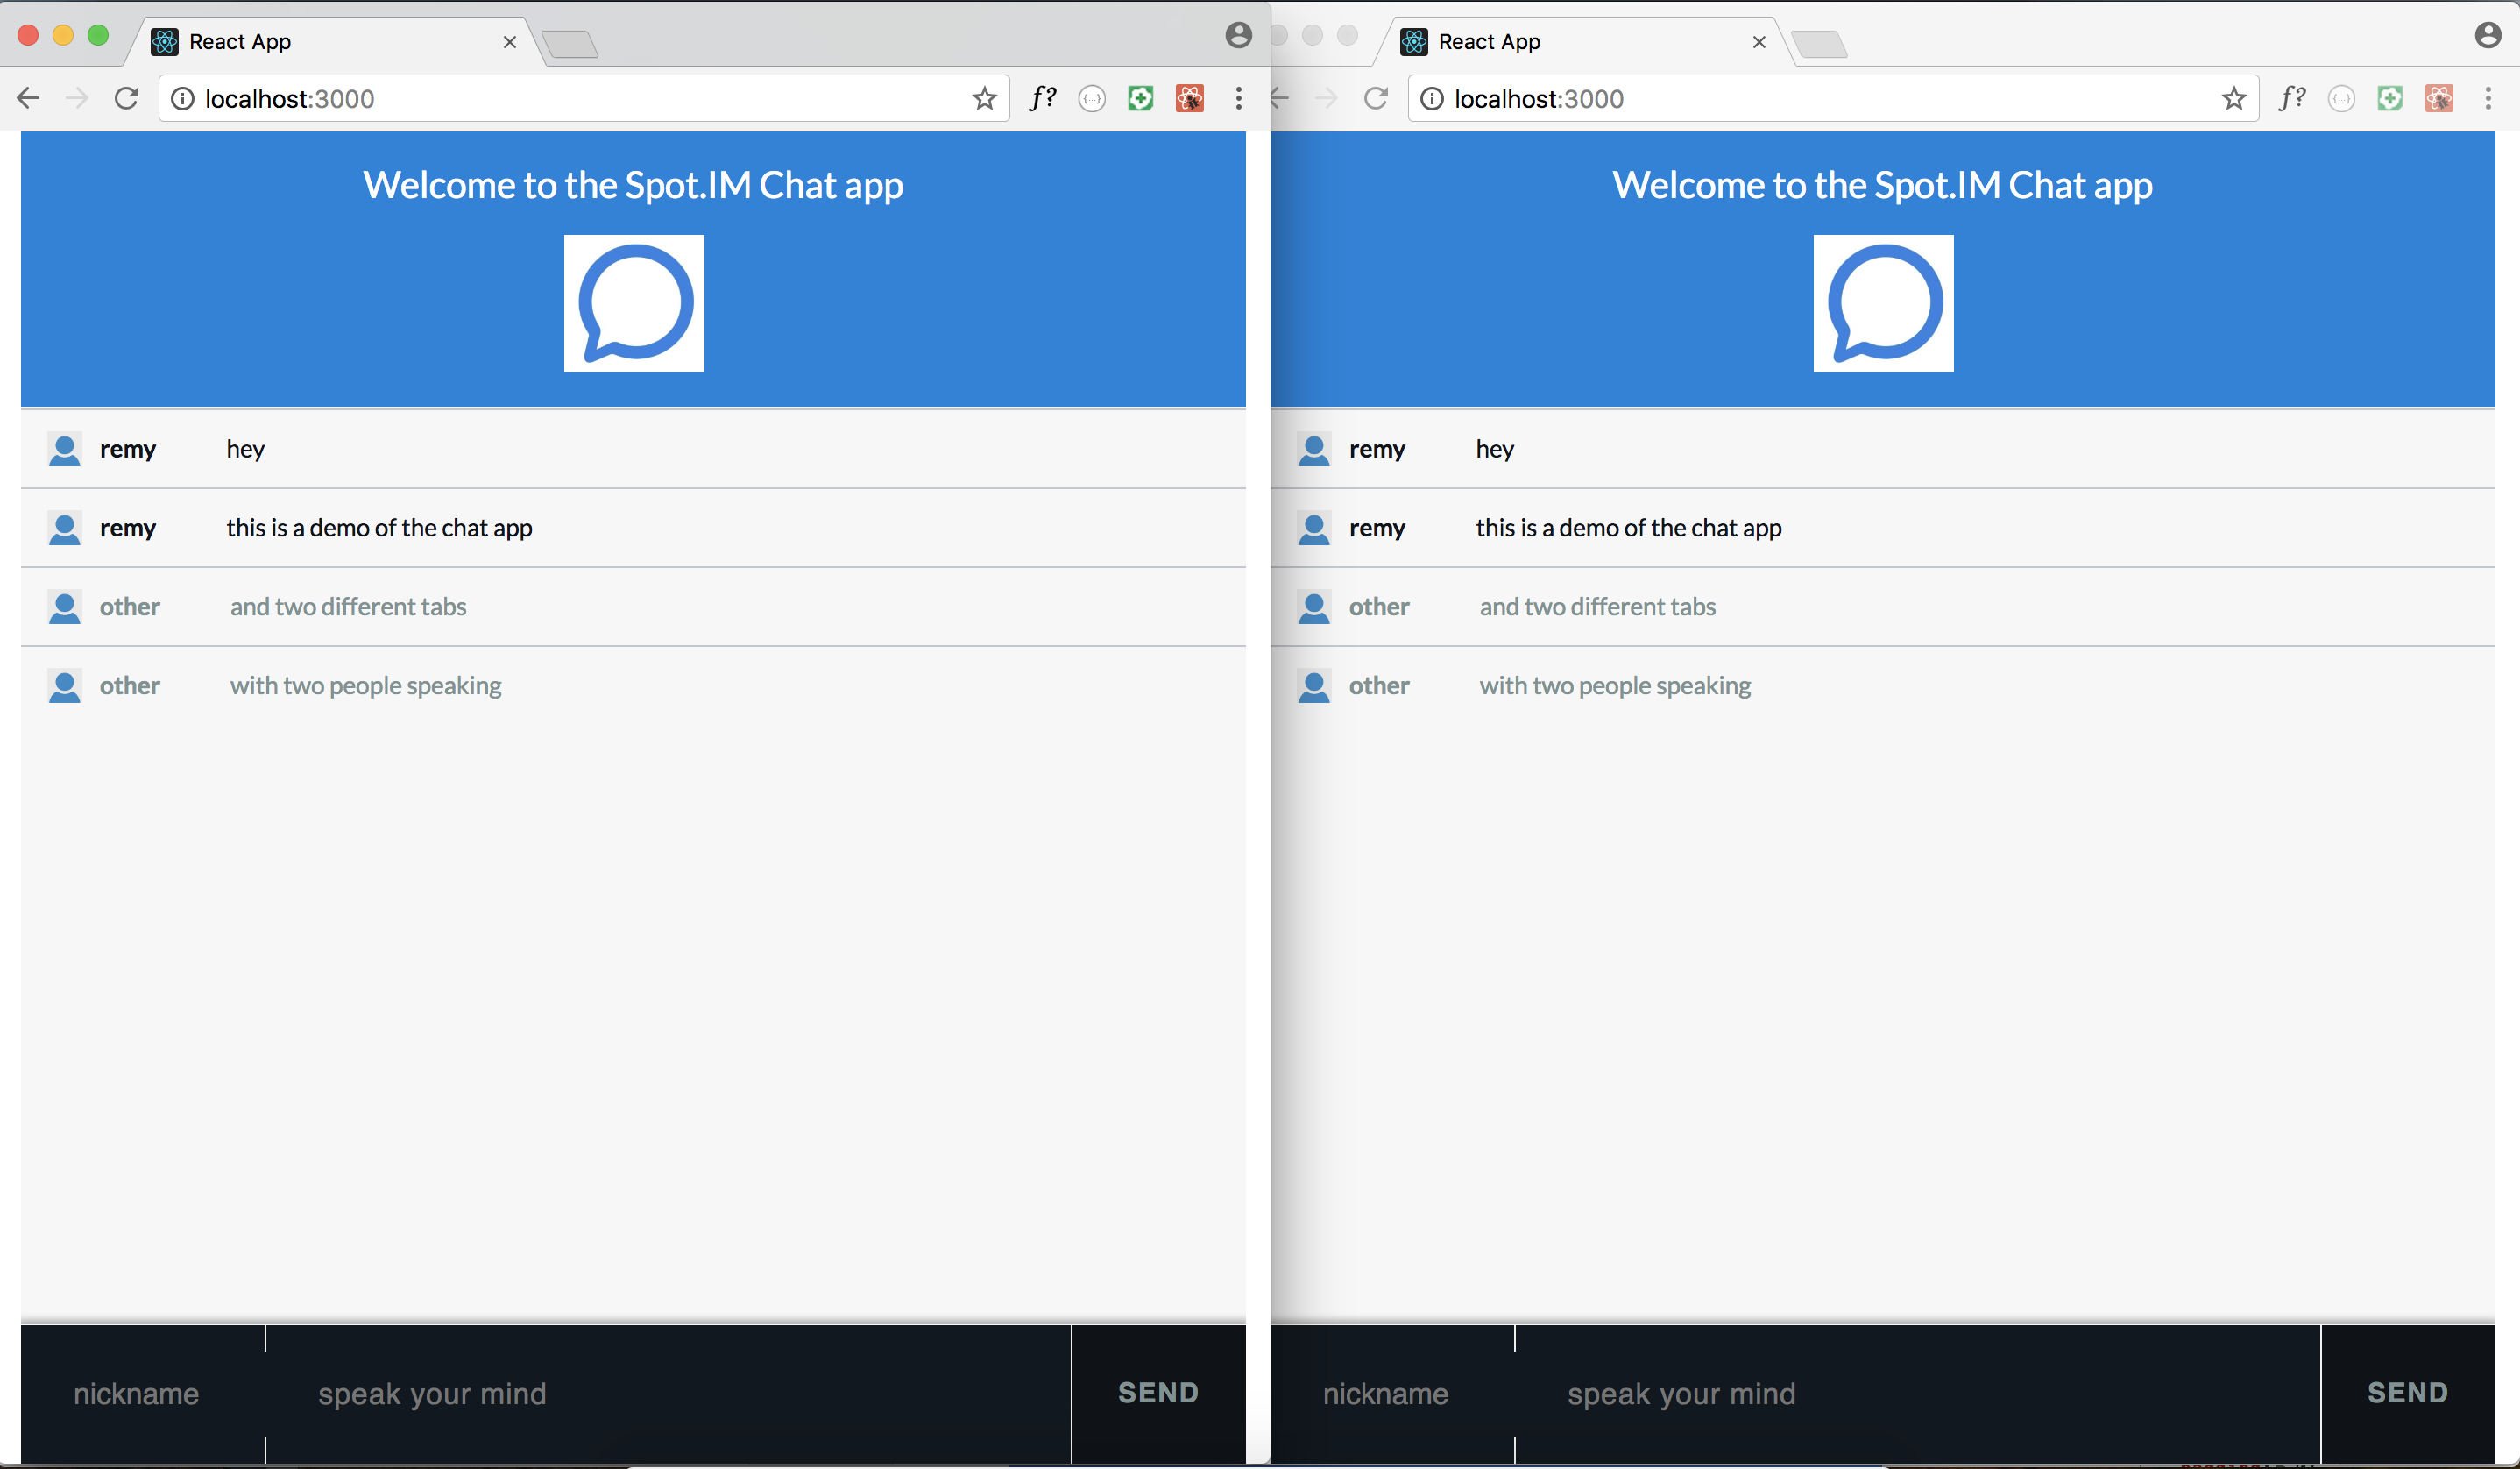 React App
localhost:3000
f?
Welcome to the Spot.IM Chat app
remy hey
remy this is a demo of the chat app
other and two different tabs
other with two people speaking
nickname speak your mind SEND
React App
localhost:3000
f?
Welcome to the Spot.IM Chat app
remy hey
remy this is a demo of the chat app
other and two different tabs
other with two people speaking
nickname speak your mind SEND